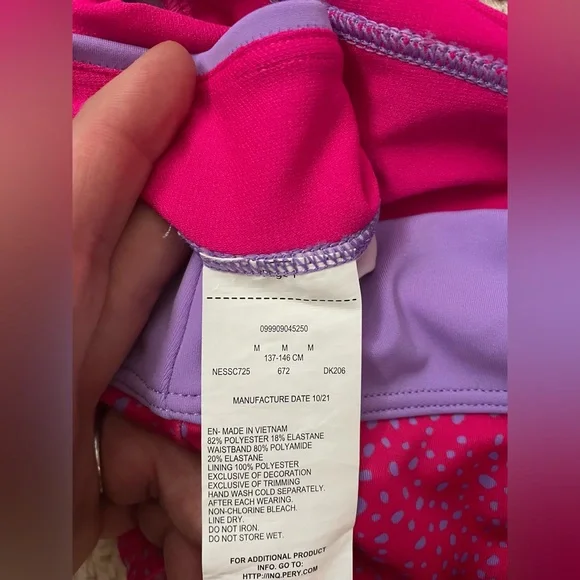 099909045250
M M M
137-146 CM
NESSC725 672 DK206
MANUFACTURE DATE 10/21
EN- MADE IN VIETNAM
82% POLYESTER 18% ELASTANE
WAISTBAND 80% POLYAMIDE
20% ELASTANE
LINING 100% POLYESTER
EXCLUSIVE OF DECORATION
EXCLUSIVE OF TRIMMING
HAND WASH COLD SEPARATELY.
AFTER EACH WEARING.
NON-CHLORINE BLEACH.
LINE DRY.
DO NOT IRON.
DO NOT STORE WET.
FOR ADDITIONAL PRODUCT
INFO. GO TO:
HTTP://INQ.PERY.COM/